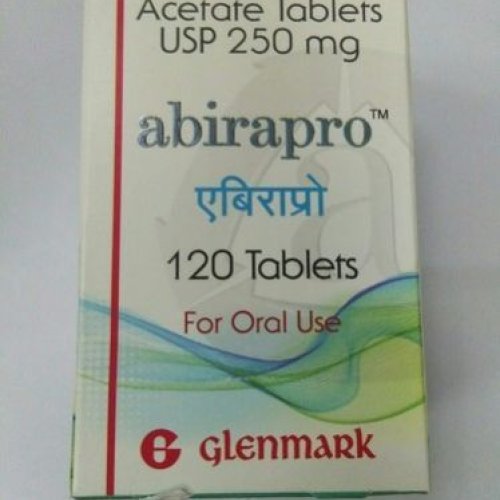 Acetate Tablets
USP 250 mg
abirapro™
एबिराप्रो
120 Tablets
For Oral Use
G glenmark